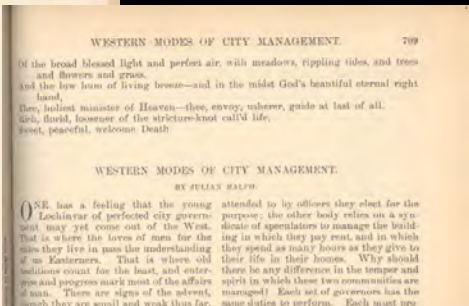 WESTERN MODES OF CITY MANAGEMENT. 709
Of the broad blessed light and perfect air, with meadows, rippling tides, and trees
and flowers and grass,
And the low hum of living breeze—and in the midst God's beautiful eternal right
hand,
Thee, holiest minister of Heaven—thee, envoy, usherer, guide at last of all,
Rich, florid, loosener of the stricture-knot call'd life,
Sweet, peaceful, welcome Death
WESTERN MODES OF CITY MANAGEMENT.
BY JULIAN RALPH.
ONE has a feeling that the young
Lochinvar of perfected city govern-
ment may yet come out of the West.
That is where the loves of men for the
cities they live in pass the understanding
of us Easterners. That is where old
traditions count for the least, and enter-
prise and progress mark most of the affairs
of man. There are signs of the advent,
though they are small and weak thus far.
attended to by officers they elect for the
purpose; the other body relies on a syn-
dicate of speculators to manage the build-
ing in which they pay rent, and in which
they spend as many hours as they give to
their life in their homes. Why should
there be any difference in the temper and
spirit in which these two communities are
managed? Each set of governors has the
same duties to perform. Each must pro-